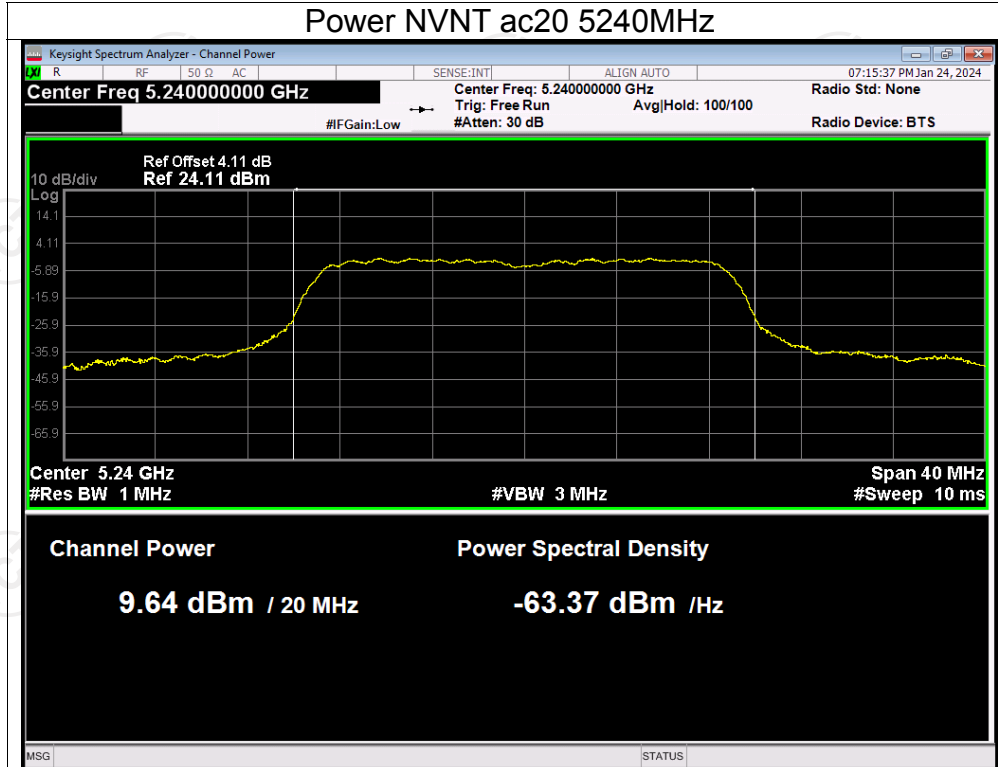 Power NVNT ac20 5240MHz
Keysight Spectrum Analyzer - Channel Power
LXI R RF 50 Ω AC SENSE:INT ALIGN AUTO 07:15:37 PM Jan 24, 2024
Center Freq 5.240000000 GHz Center Freq: 5.240000000 GHz Radio Std: None
Trig: Free Run Avg|Hold: 100/100
#IFGain:Low #Atten: 30 dB Radio Device: BTS
Ref Offset 4.11 dB
10 dB/div Ref 24.11 dBm
Log
14.1
4.11
-5.89
-15.9
-25.9
-35.9
-45.9
-55.9
-65.9
Center 5.24 GHz Span 40 MHz
#Res BW 1 MHz #VBW 3 MHz #Sweep 10 ms
Channel Power Power Spectral Density
9.64 dBm / 20 MHz -63.37 dBm /Hz
MSG STATUS